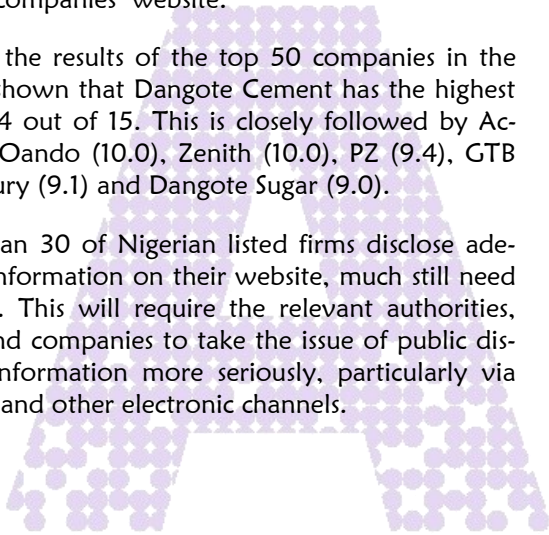 companies' website.
the results of the top 50 companies in the
hown that Dangote Cement has the highest
4 out of 15. This is closely followed by Ac-
Oando (10.0), Zenith (10.0), PZ (9.4), GTB
ury (9.1) and Dangote Sugar (9.0).
an 30 of Nigerian listed firms disclose ade-
nformation on their website, much still need
. This will require the relevant authorities,
nd companies to take the issue of public dis-
nformation more seriously, particularly via
and other electronic channels.